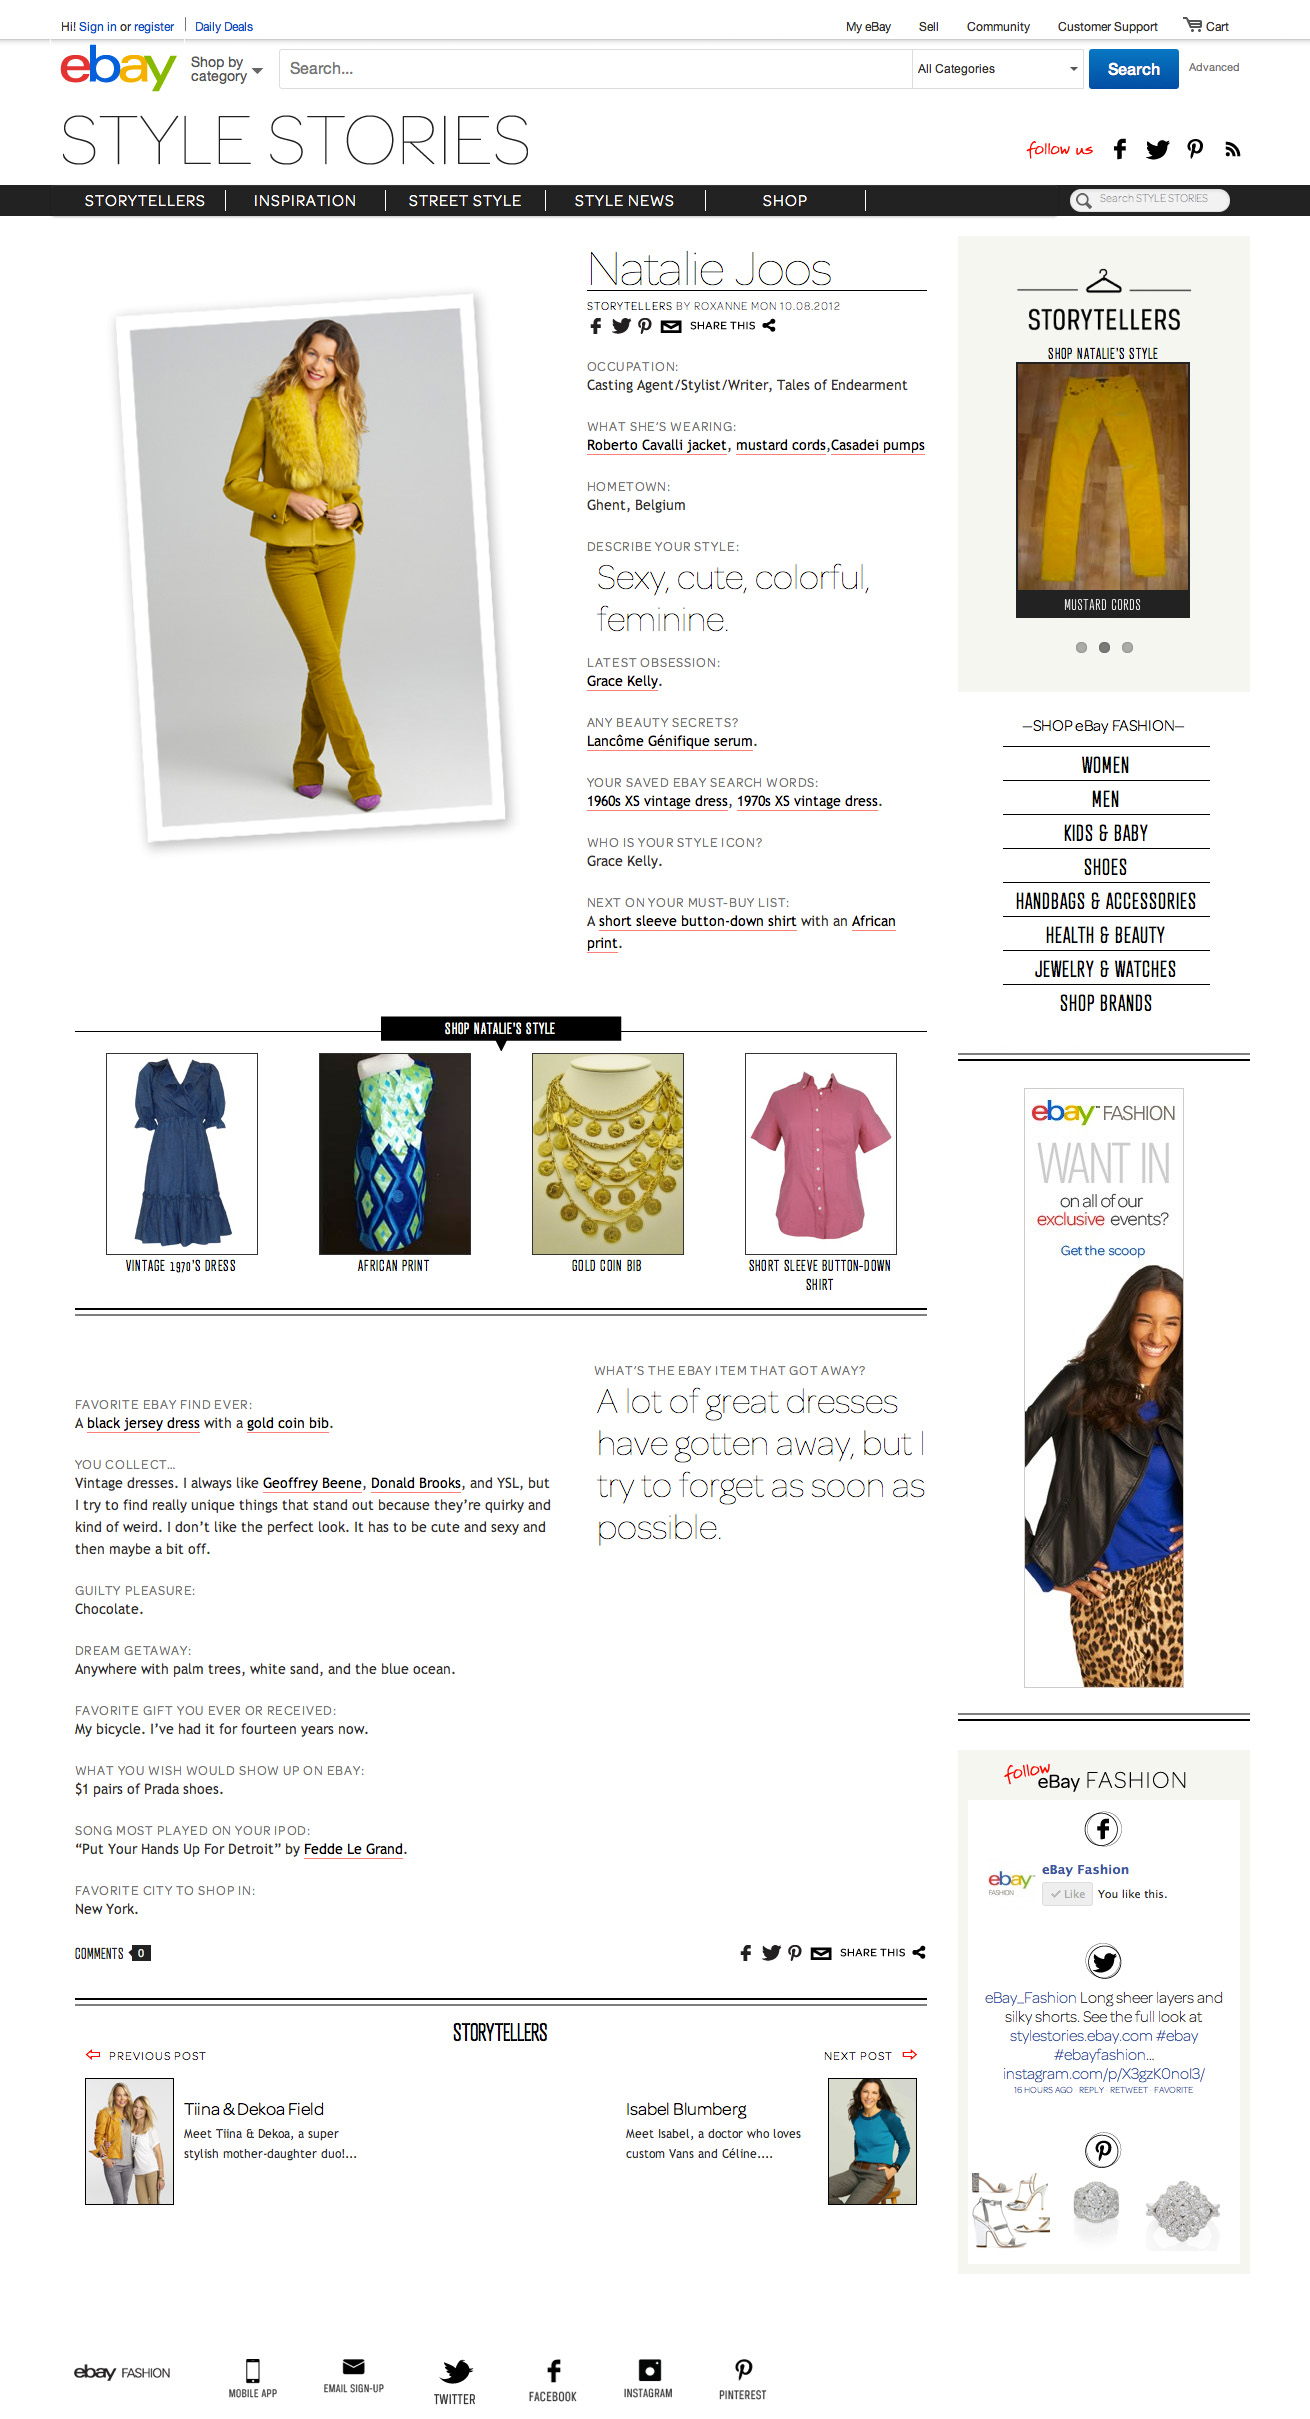 Hi! Sign in or register
Daily Deals
My eBay
Sell
Community
Customer Support
Cart
ebay
Shop by
category
Search...
All Categories
Search
Advanced
STYLE STORIES
follow us
STORYTELLERS
INSPIRATION
STREET STYLE
STYLE NEWS
SHOP
Search STYLE STORIES
Natalie Joos
STORYTELLERS BY ROXANNE MON 10.08.2012
SHARE THIS
OCCUPATION:
Casting Agent/Stylist/Writer, Tales of Endearment
WHAT SHE'S WEARING:
Roberto Cavalli jacket, mustard cords,Casadei pumps
HOMETOWN:
Ghent, Belgium
DESCRIBE YOUR STYLE:
Sexy, cute, colorful,
feminine.
LATEST OBSESSION:
Grace Kelly.
ANY BEAUTY SECRETS?
Lancôme Génifique serum.
YOUR SAVED EBAY SEARCH WORDS:
1960s XS vintage dress, 1970s XS vintage dress.
WHO IS YOUR STYLE ICON?
Grace Kelly.
NEXT ON YOUR MUST-BUY LIST:
A short sleeve button-down shirt with an African
print.
STORYTELLERS
SHOP NATALIE'S STYLE
MUSTARD CORDS
–SHOP eBay FASHION–
WOMEN
MEN
KIDS & BABY
SHOES
HANDBAGS & ACCESSORIES
HEALTH & BEAUTY
JEWELRY & WATCHES
SHOP BRANDS
SHOP NATALIE'S STYLE
VINTAGE 1970'S DRESS
AFRICAN PRINT
GOLD COIN BIB
SHORT SLEEVE BUTTON-DOWN
SHIRT
ebay™ FASHION
WANT IN
on all of our
exclusive events?
Get the scoop
FAVORITE EBAY FIND EVER:
A black jersey dress with a gold coin bib.
YOU COLLECT...
Vintage dresses. I always like Geoffrey Beene, Donald Brooks, and YSL, but
I try to find really unique things that stand out because they're quirky and
kind of weird. I don't like the perfect look. It has to be cute and sexy and
then maybe a bit off.
GUILTY PLEASURE:
Chocolate.
DREAM GETAWAY:
Anywhere with palm trees, white sand, and the blue ocean.
FAVORITE GIFT YOU EVER OR RECEIVED:
My bicycle. I've had it for fourteen years now.
WHAT YOU WISH WOULD SHOW UP ON EBAY:
$1 pairs of Prada shoes.
SONG MOST PLAYED ON YOUR IPOD:
“Put Your Hands Up For Detroit” by Fedde Le Grand.
FAVORITE CITY TO SHOP IN:
New York.
WHAT'S THE EBAY ITEM THAT GOT AWAY?
A lot of great dresses
have gotten away, but I
try to forget as soon as
possible.
COMMENTS 0
SHARE THIS
STORYTELLERS
PREVIOUS POST
NEXT POST
Tiina & Dekoa Field
Meet Tiina & Dekoa, a super
stylish mother-daughter duo!...
Isabel Blumberg
Meet Isabel, a doctor who loves
custom Vans and Céline....
follow
eBay FASHION
ebay
FASHION
eBay Fashion
Like
You like this.
eBay_Fashion Long sheer layers and
silky shorts. See the full look at
stylestories.ebay.com #ebay
#ebayfashion...
instagram.com/p/X3gzK0nol3/
16 HOURS AGO REPLY RETWEET FAVORITE
ebay FASHION
MOBILE APP
EMAIL SIGN-UP
TWITTER
FACEBOOK
INSTAGRAM
PINTEREST